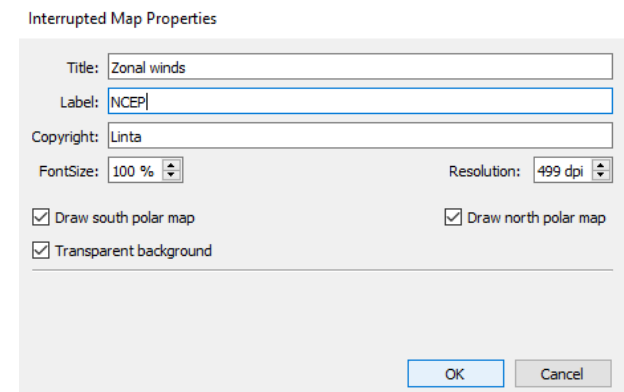 Interrupted Map Properties
Title: Zonal winds
Label: NCEP
Copyright: Linta
FontSize: 100 % Resolution: 499 dpi
Draw south polar map Draw north polar map
Transparent background
OK Cancel